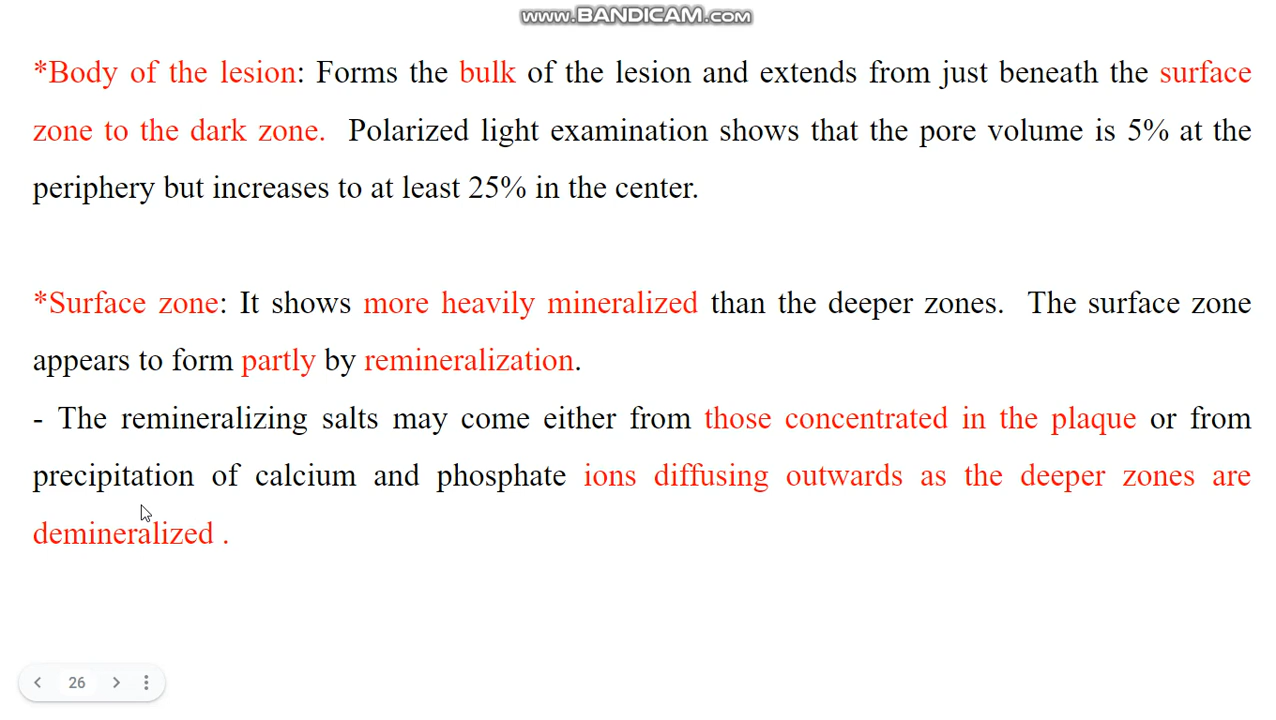 www.BANDICAM.com
*Body of the lesion: Forms the bulk of the lesion and extends from just beneath the surface
zone to the dark zone. Polarized light examination shows that the pore volume is 5% at the
periphery but increases to at least 25% in the center.
*Surface zone: It shows more heavily mineralized than the deeper zones. The surface zone
appears to form partly by remineralization.
- The remineralizing salts may come either from those concentrated in the plaque or from
precipitation of calcium and phosphate ions diffusing outwards as the deeper zones are
demineralized .
26